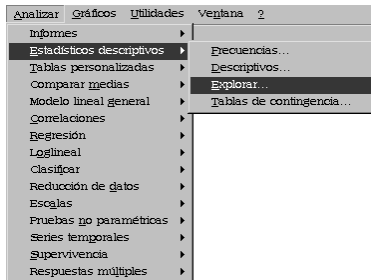 Analizar Gráficos Utilidades Ventana ?
Informes
Estadísticos descriptivos
Tablas personalizadas
Comparar medias
Modelo lineal general
Correlaciones
Regresión
Loglineal
Clasificar
Reducción de datos
Escalas
Pruebas no paramétricas
Series temporales
Supervivencia
Respuestas múltiples
Frecuencias...
Descriptivos...
Explorar...
Tablas de contingencia...